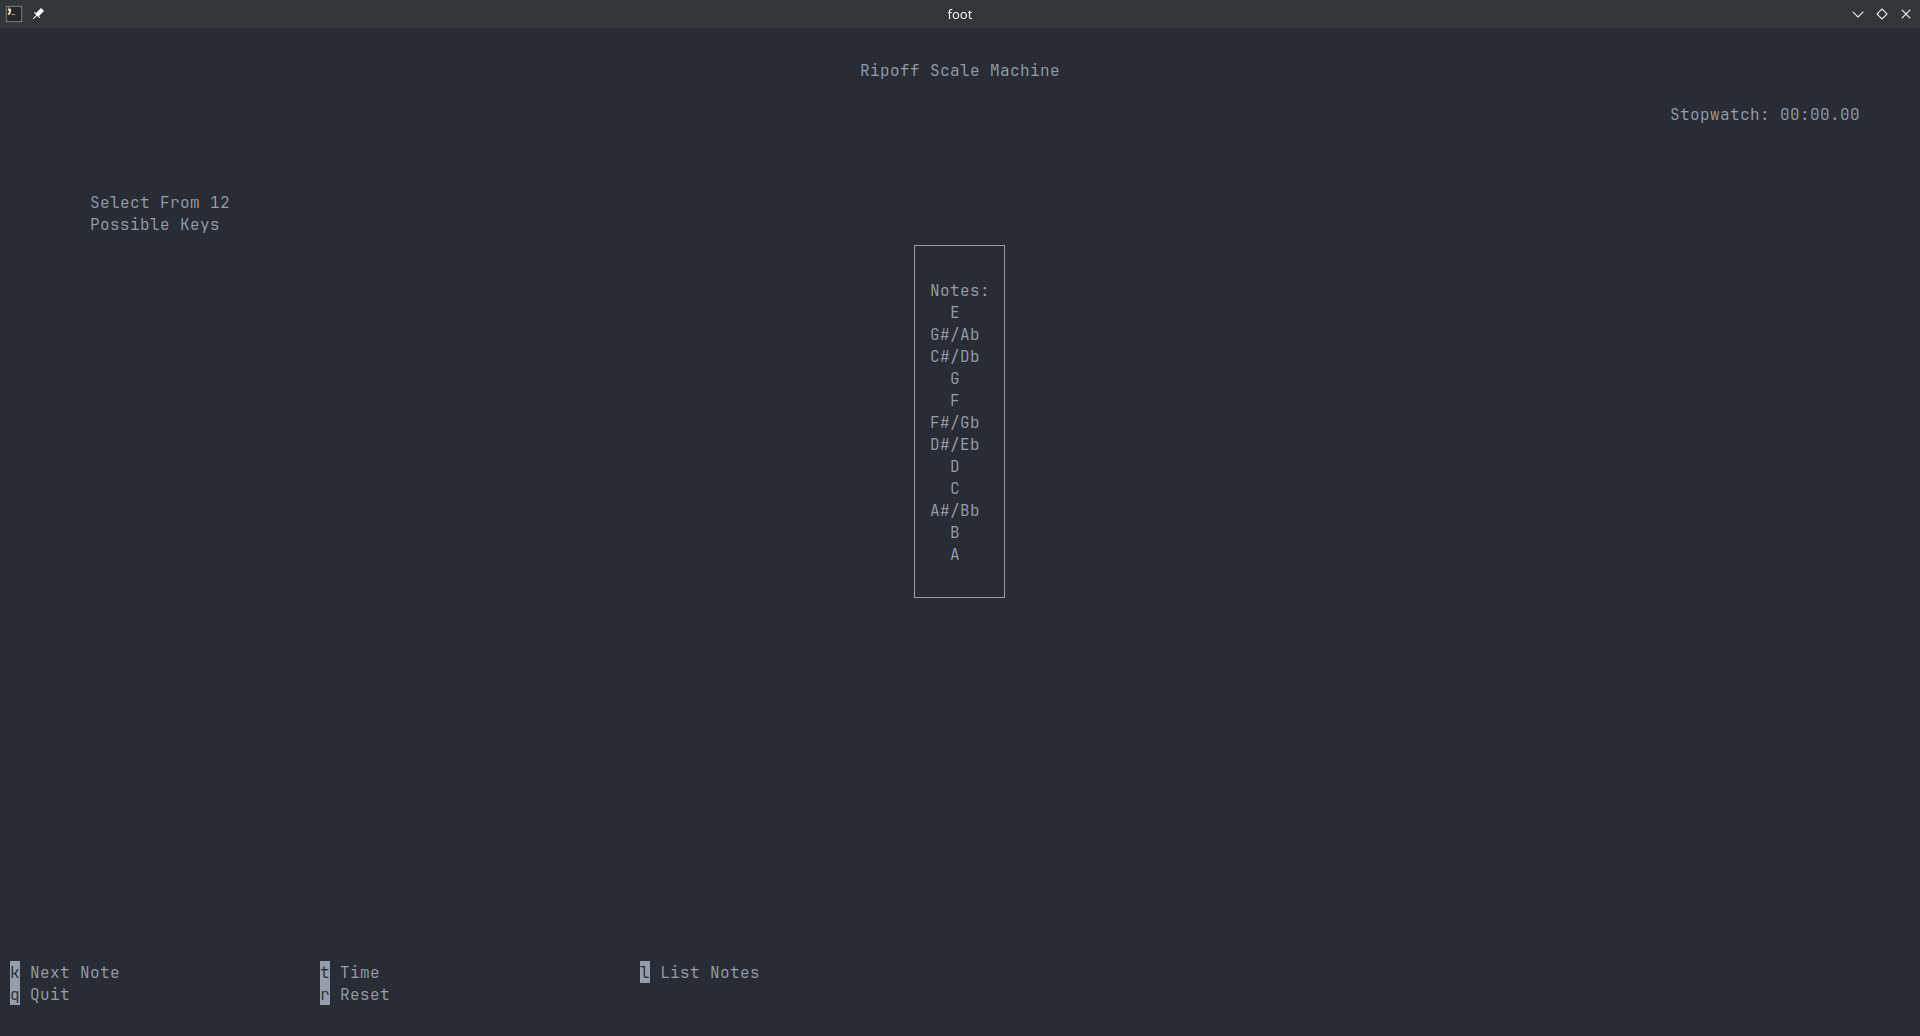 foot
Ripoff Scale Machine
Stopwatch: 00:00.00
Select From 12
Possible Keys
Notes:
E
G#/Ab
C#/Db
G
F
F#/Gb
D#/Eb
D
C
A#/Bb
B
A
k Next Note t Time l List Notes
q Quit r Reset